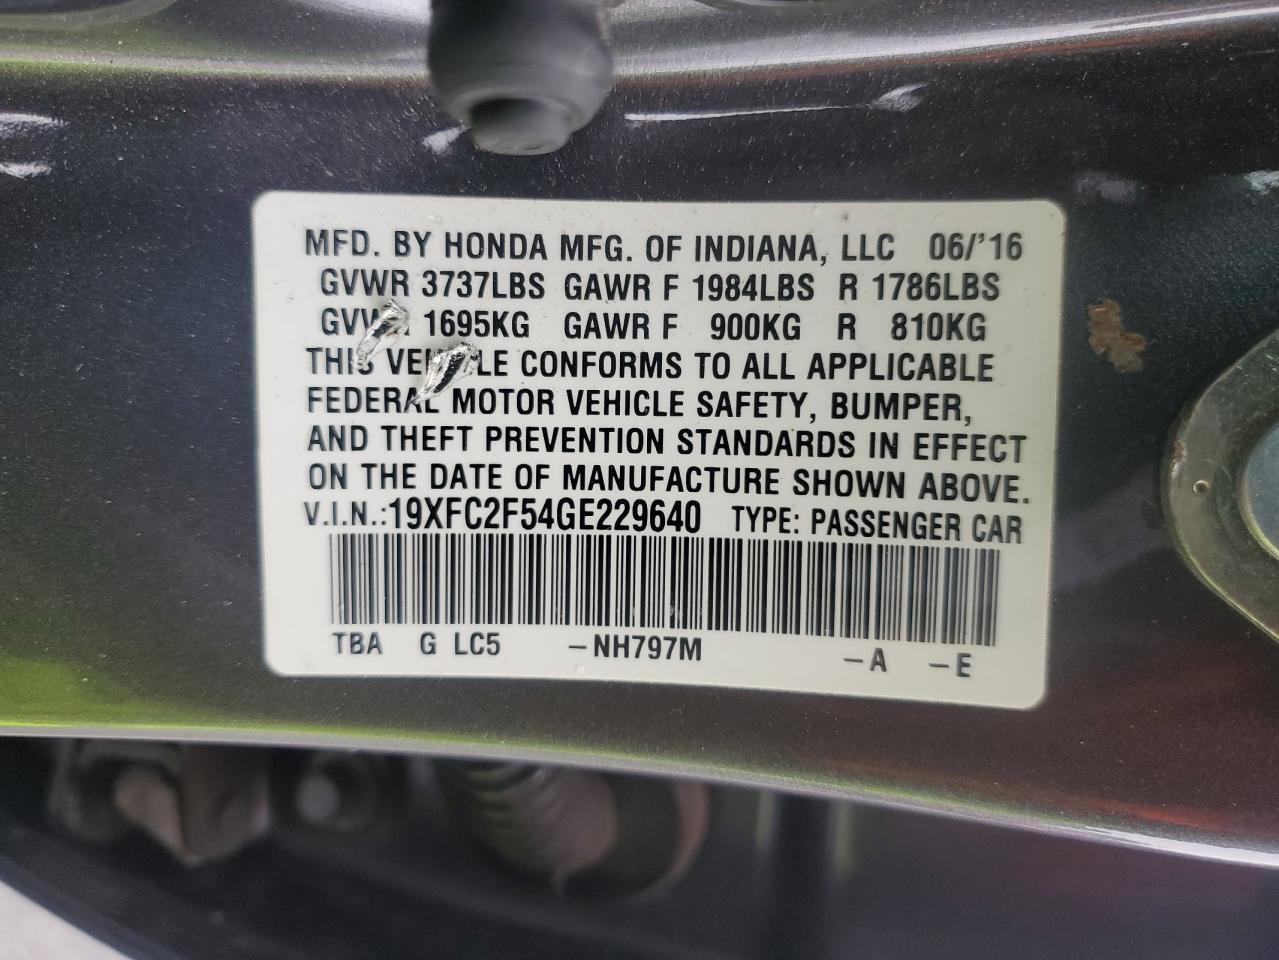 MFD. BY HONDA MFG. OF INDIANA, LLC 06/'16
GVWR 3737LBS GAWR F 1984LBS R 1786LBS
GVWR 1695KG GAWR F 900KG R 810KG
THIS VEHICLE CONFORMS TO ALL APPLICABLE
FEDERAL MOTOR VEHICLE SAFETY, BUMPER,
AND THEFT PREVENTION STANDARDS IN EFFECT
ON THE DATE OF MANUFACTURE SHOWN ABOVE.
V.I.N.:19XFC2F54GE229640 TYPE: PASSENGER CAR
TBA G LC5 -NH797M -A -E